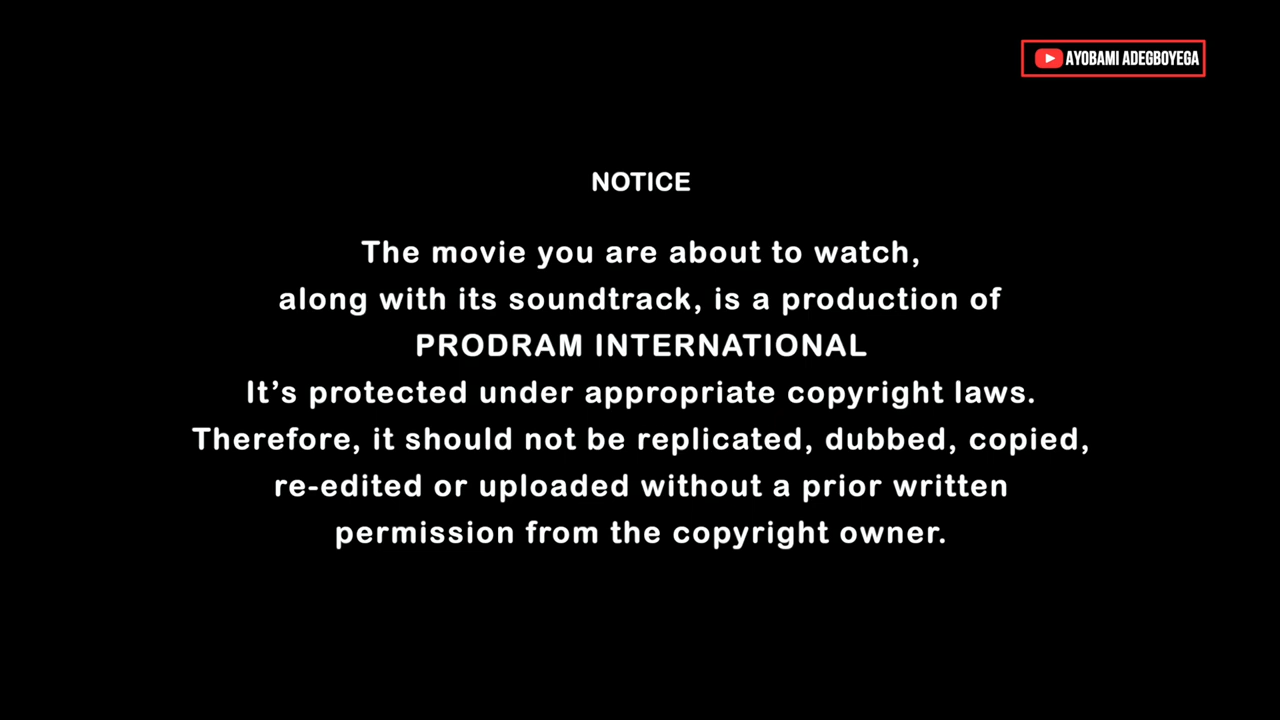 AYOBAMI ADEGBOYEGA
NOTICE
The movie you are about to watch,
along with its soundtrack, is a production of
PRODRAM INTERNATIONAL
It’s protected under appropriate copyright laws.
Therefore, it should not be replicated, dubbed, copied,
re-edited or uploaded without a prior written
permission from the copyright owner.